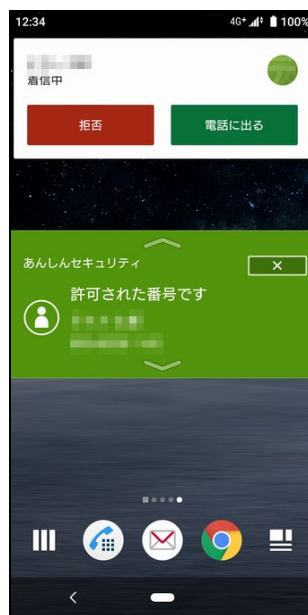 12:34 4G+ 100%
着信中
拒否 電話に出る
あんしんセキュリティ
許可された番号です